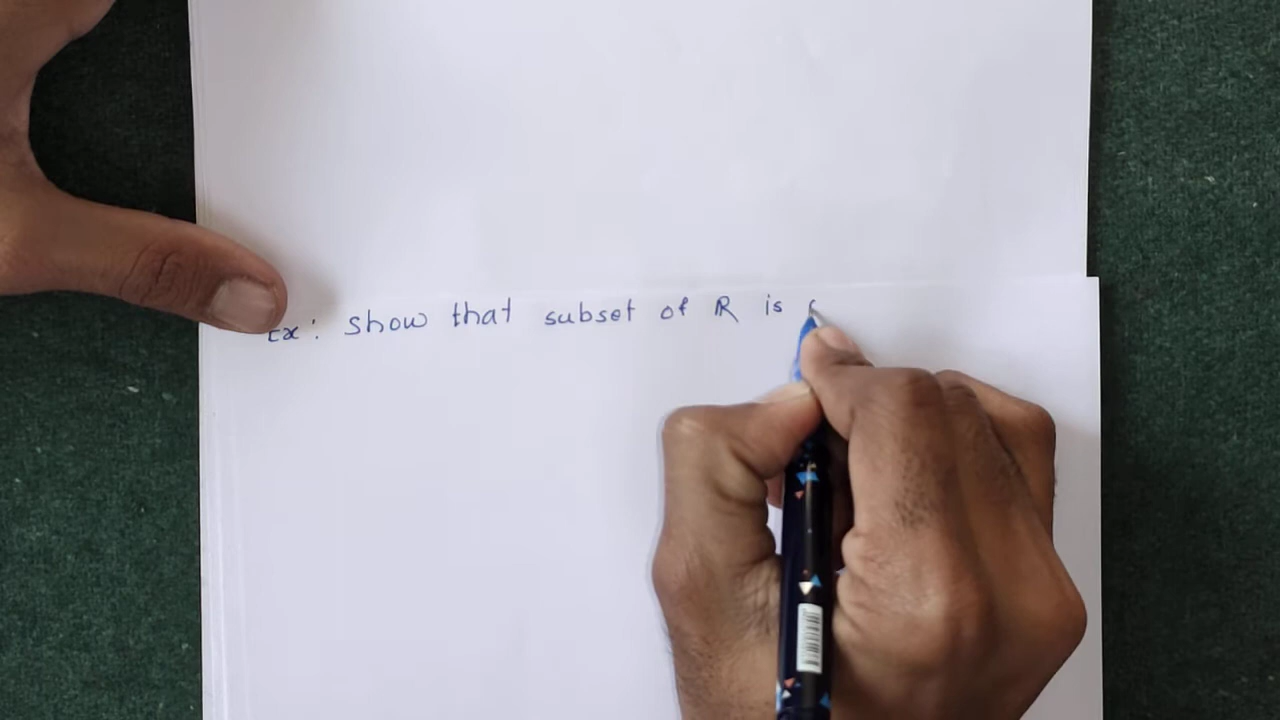 Ex: show that subset of ℝ is